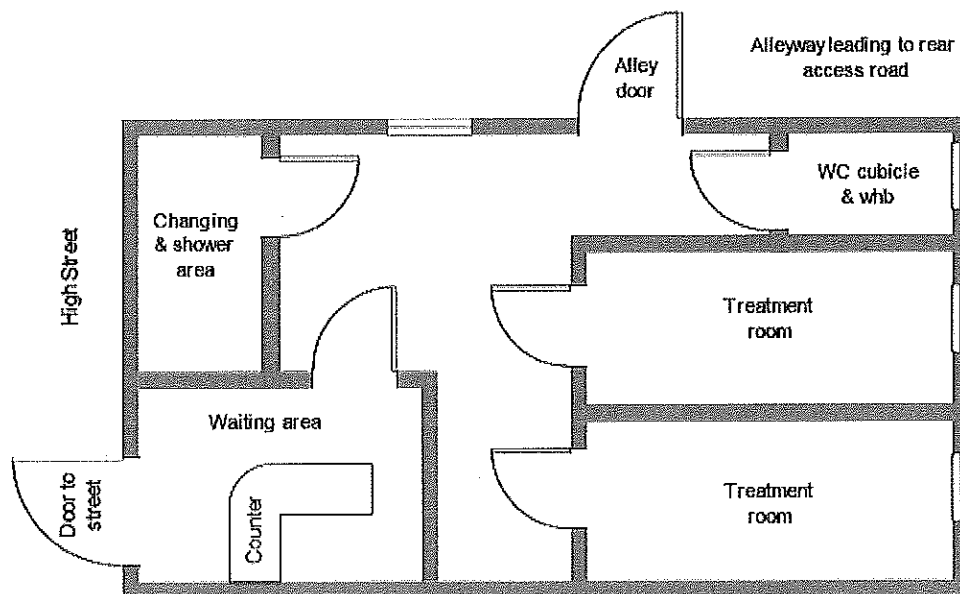 Alleyway leading to rear
access road
Alley
door
WC cubicle
& whb
Changing
& shower
area
High Street
Treatment
room
Waiting area
Door to
street
Counter
Treatment
room